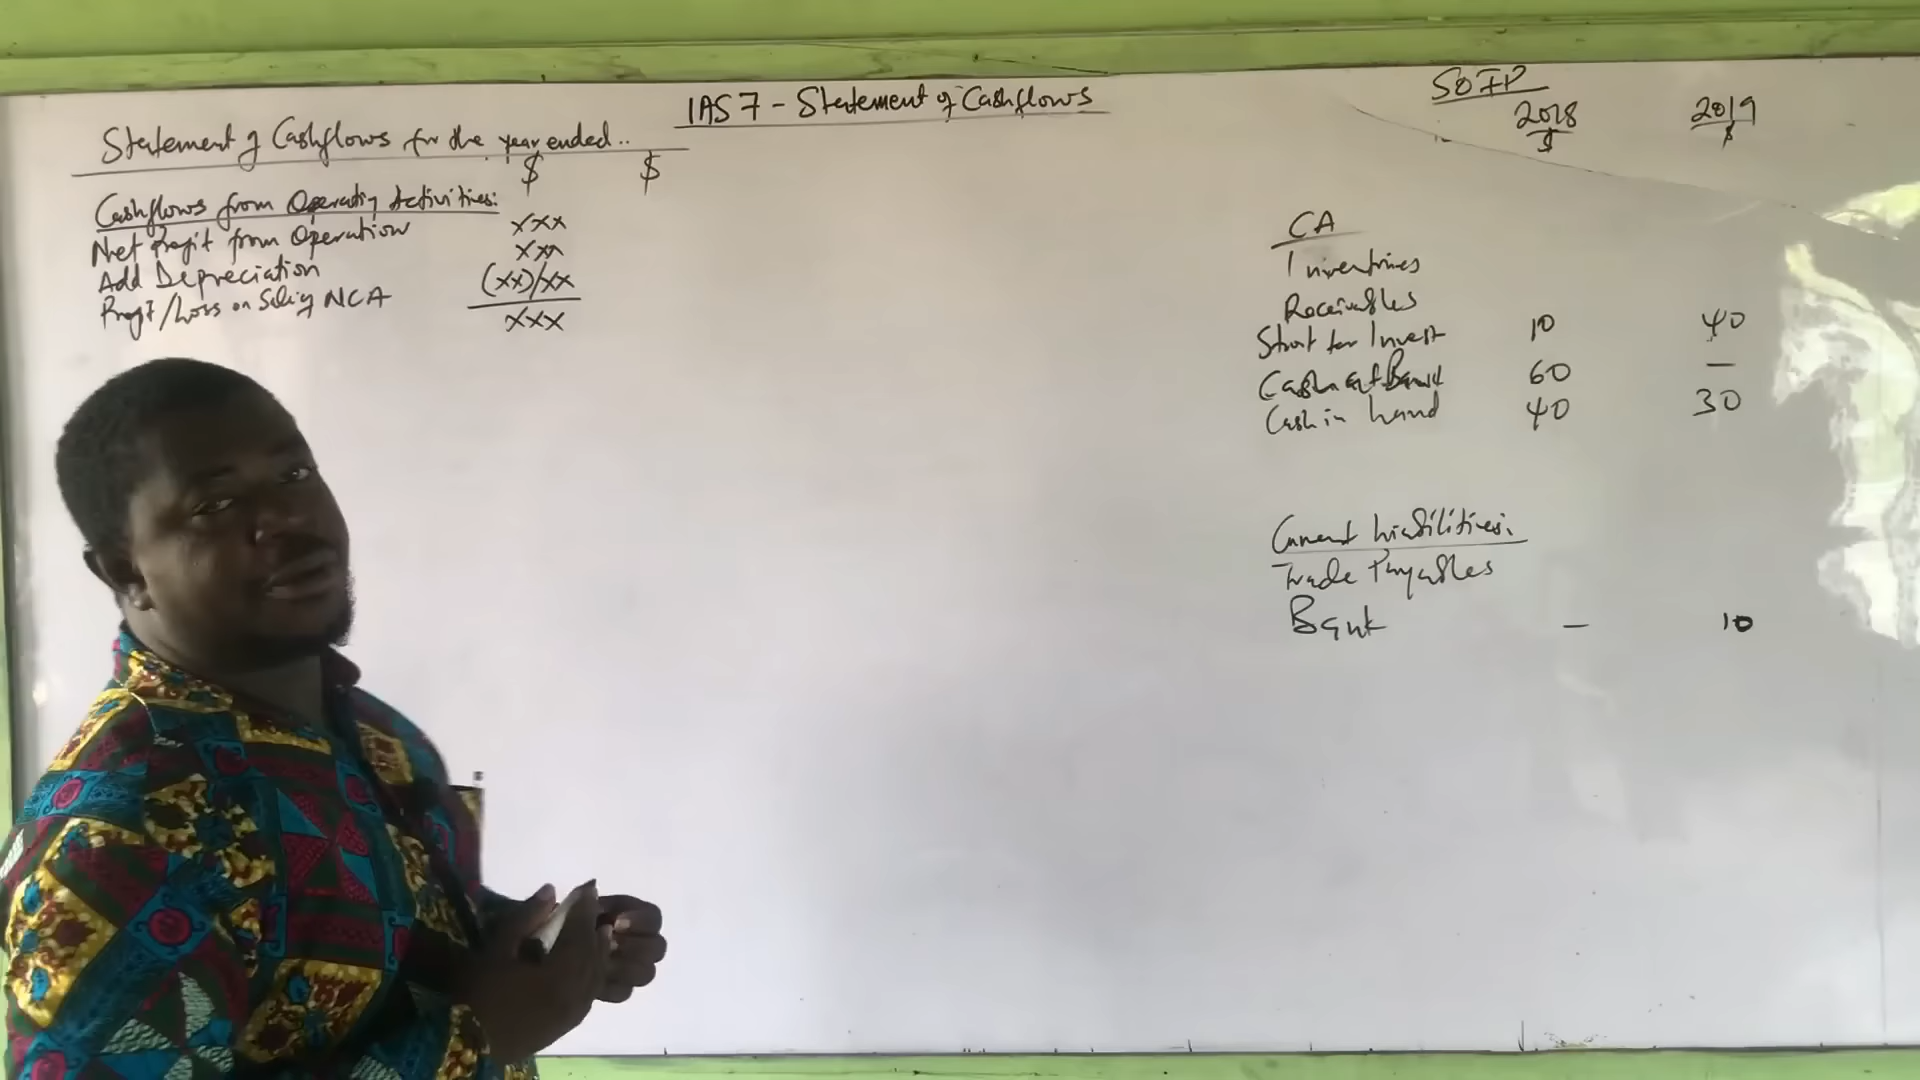 IAS 7 - Statement of Cashflows
Statement of Cashflows for the year ended..
$ $
Cashflows from Operating Activities:
Net Profit from Operation xxx
Add Depreciation xxx
Profit/Loss on Selling NCA (xx)/xx
xxx
SOFP
2018 2019
$ $
CA
Inventories
Receivables
Short ter Invest 10 40
Cash at Bank 60 —
Cash in hand 40 30
Current Liabilities:
Trade Payables
Bank — 10